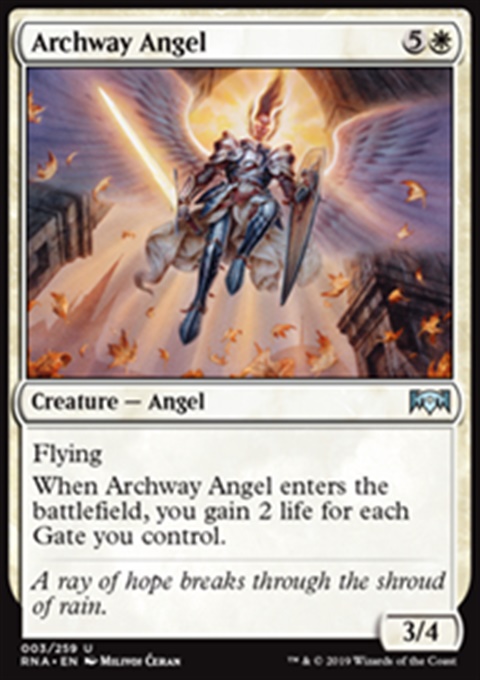 Archway Angel 5
Creature — Angel
Flying
When Archway Angel enters the
battlefield, you gain 2 life for each
Gate you control.
A ray of hope breaks through the shroud
of rain.
3/4
003/259 U
RNA • EN Milivoj Ćeran
™ & © 2019 Wizards of the Coast